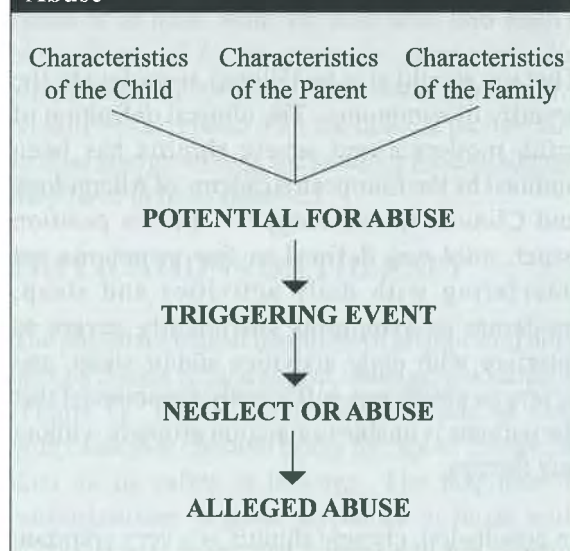 Abuse
Characteristics Characteristics Characteristics
of the Child of the Parent of the Family
POTENTIAL FOR ABUSE
TRIGGERING EVENT
NEGLECT OR ABUSE
ALLEGED ABUSE